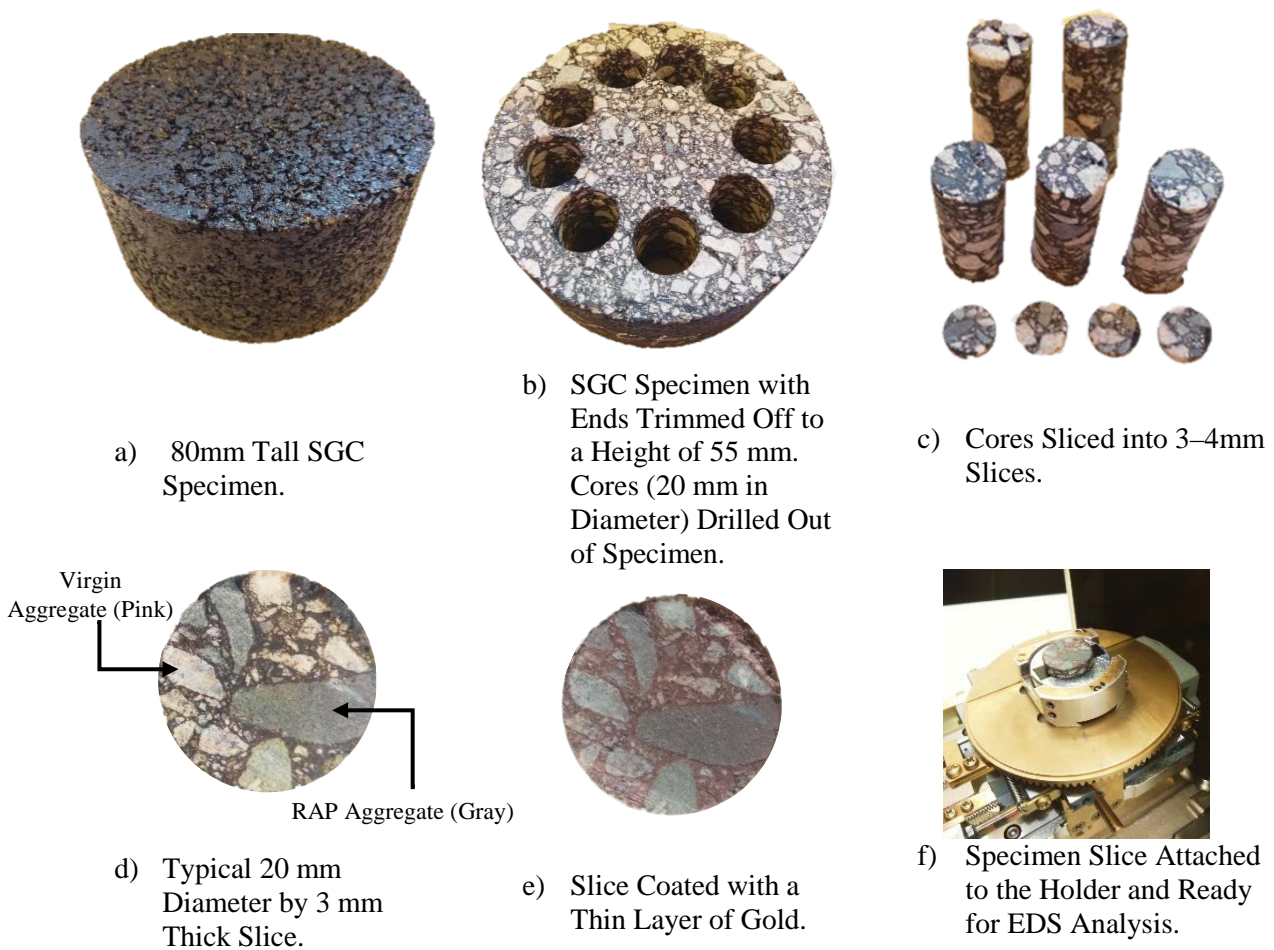 a) 80mm Tall SGC
Specimen.
b) SGC Specimen with
Ends Trimmed Off to
a Height of 55 mm.
Cores (20 mm in
Diameter) Drilled Out
of Specimen.
c) Cores Sliced into 3–4mm
Slices.
Virgin
Aggregate (Pink)
RAP Aggregate (Gray)
d) Typical 20 mm
Diameter by 3 mm
Thick Slice.
e) Slice Coated with a
Thin Layer of Gold.
f) Specimen Slice Attached
to the Holder and Ready
for EDS Analysis.